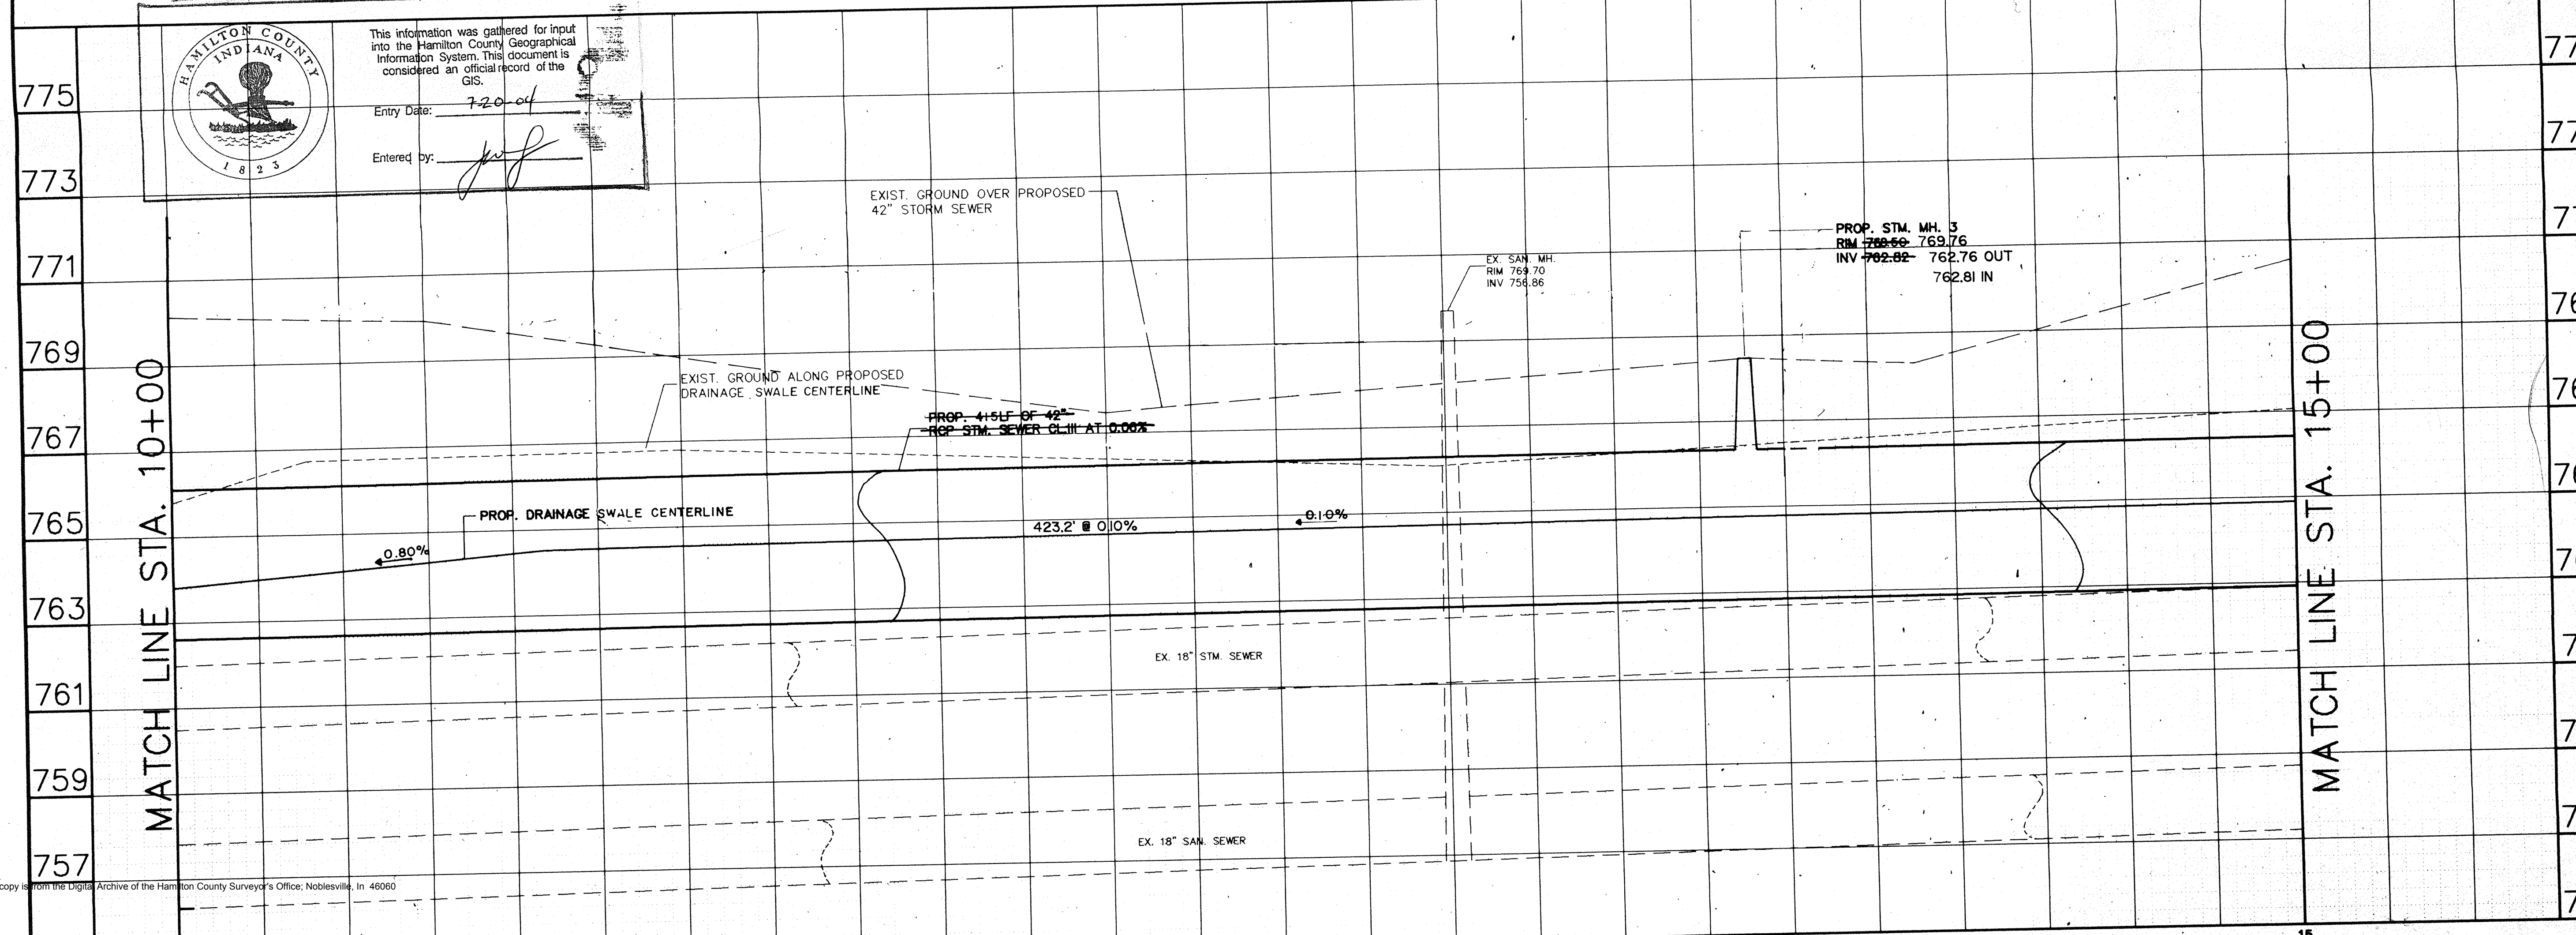 HAMILTON COUNTY
INDIANA
1823
This information was gathered for input
into the Hamilton County Geographical
Information System. This document is
considered an official record of the
GIS.
Entry Date: 7-20-04
Entered by:
775
773
771
769
767
765
763
761
759
757
MATCH LINE STA. 10+00
EXIST. GROUND OVER PROPOSED
42" STORM SEWER
EX. SAN. MH.
RIM 769.70
INV 756.86
PROP. STM. MH. 3
RIM 769.50 769.76
INV 762.82 762.76 OUT
762.81 IN
EXIST. GROUND ALONG PROPOSED
DRAINAGE SWALE CENTERLINE
PROP. 415LF OF 42"
RCP STM. SEWER CL.III AT 0.06%
PROP. DRAINAGE SWALE CENTERLINE
0.80%
423.2' @ 0.10%
0.10%
EX. 18" STM. SEWER
EX. 18" SAN. SEWER
MATCH LINE STA. 15+00
copy is from the Digital Archive of the Hamilton County Surveyor's Office; Noblesville, In 46060
15